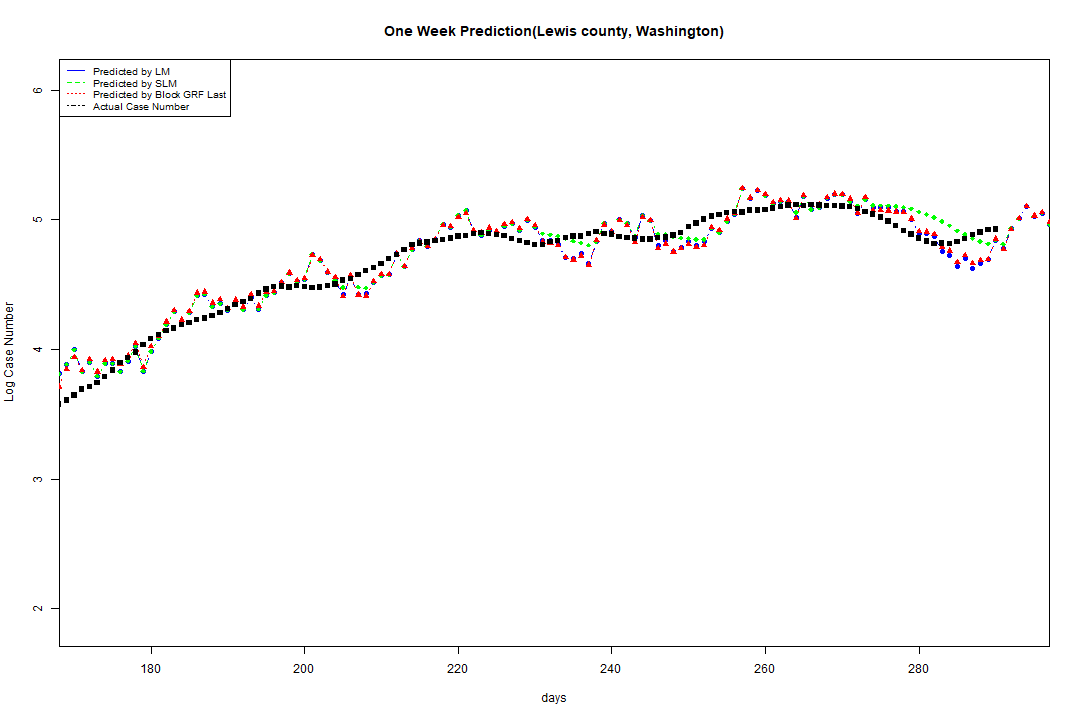 One Week Prediction(Lewis county, Washington)
Predicted by LM
Predicted by SLM
Predicted by Block GRF Last
Actual Case Number
6
5
4
3
2
Log Case Number
180 200 220 240 260 280
days